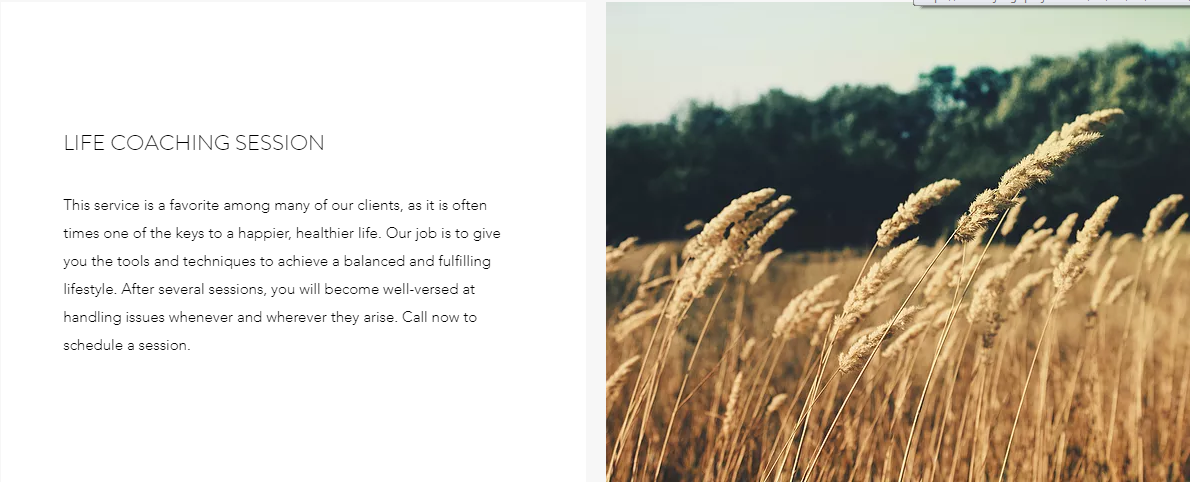 LIFE COACHING SESSION
This service is a favorite among many of our clients, as it is often
times one of the keys to a happier, healthier life. Our job is to give
you the tools and techniques to achieve a balanced and fulfilling
lifestyle. After several sessions, you will become well-versed at
handling issues whenever and wherever they arise. Call now to
schedule a session.